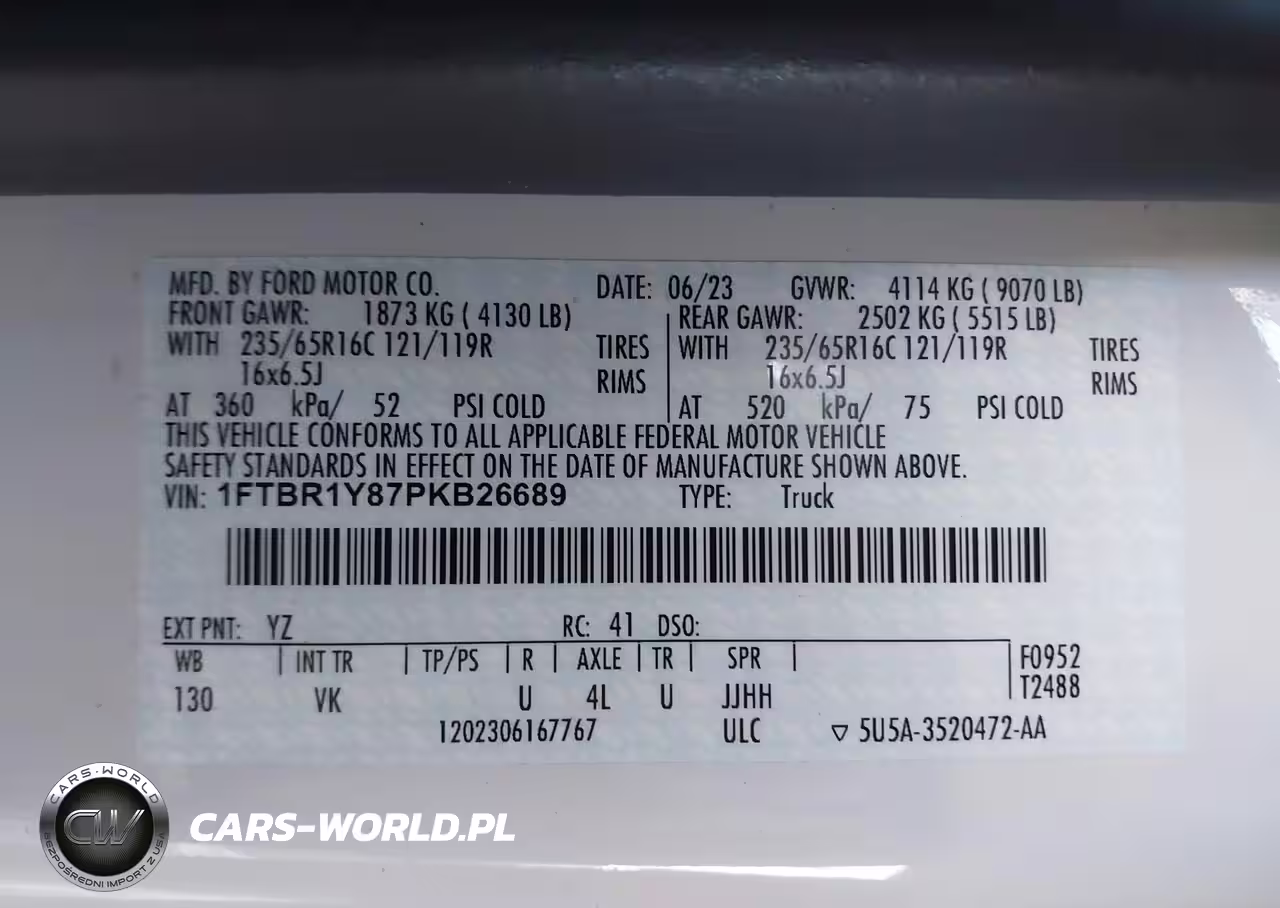 MFD. BY FORD MOTOR CO. DATE: 06/23 GVWR: 4114 KG ( 9070 LB)
FRONT GAWR: 1873 KG ( 4130 LB) REAR GAWR: 2502 KG ( 5515 LB)
WITH 235/65R16C 121/119R TIRES WITH 235/65R16C 121/119R TIRES
16x6.5J RIMS 16x6.5J RIMS
AT 360 kPa/ 52 PSI COLD AT 520 kPa/ 75 PSI COLD
THIS VEHICLE CONFORMS TO ALL APPLICABLE FEDERAL MOTOR VEHICLE
SAFETY STANDARDS IN EFFECT ON THE DATE OF MANUFACTURE SHOWN ABOVE.
VIN: 1FTBR1Y87PKB26689 TYPE: Truck
EXT PNT: YZ RC: 41 DSO:
WB INT TR TP/PS R AXLE TR SPR F0952
130 VK U 4L U JJHH T2488
1202306167767 ULC ▽ 5U5A-3520472-AA
CARS-WORLD
CW
BEZPOŚREDNI IMPORT Z USA
CARS-WORLD.PL